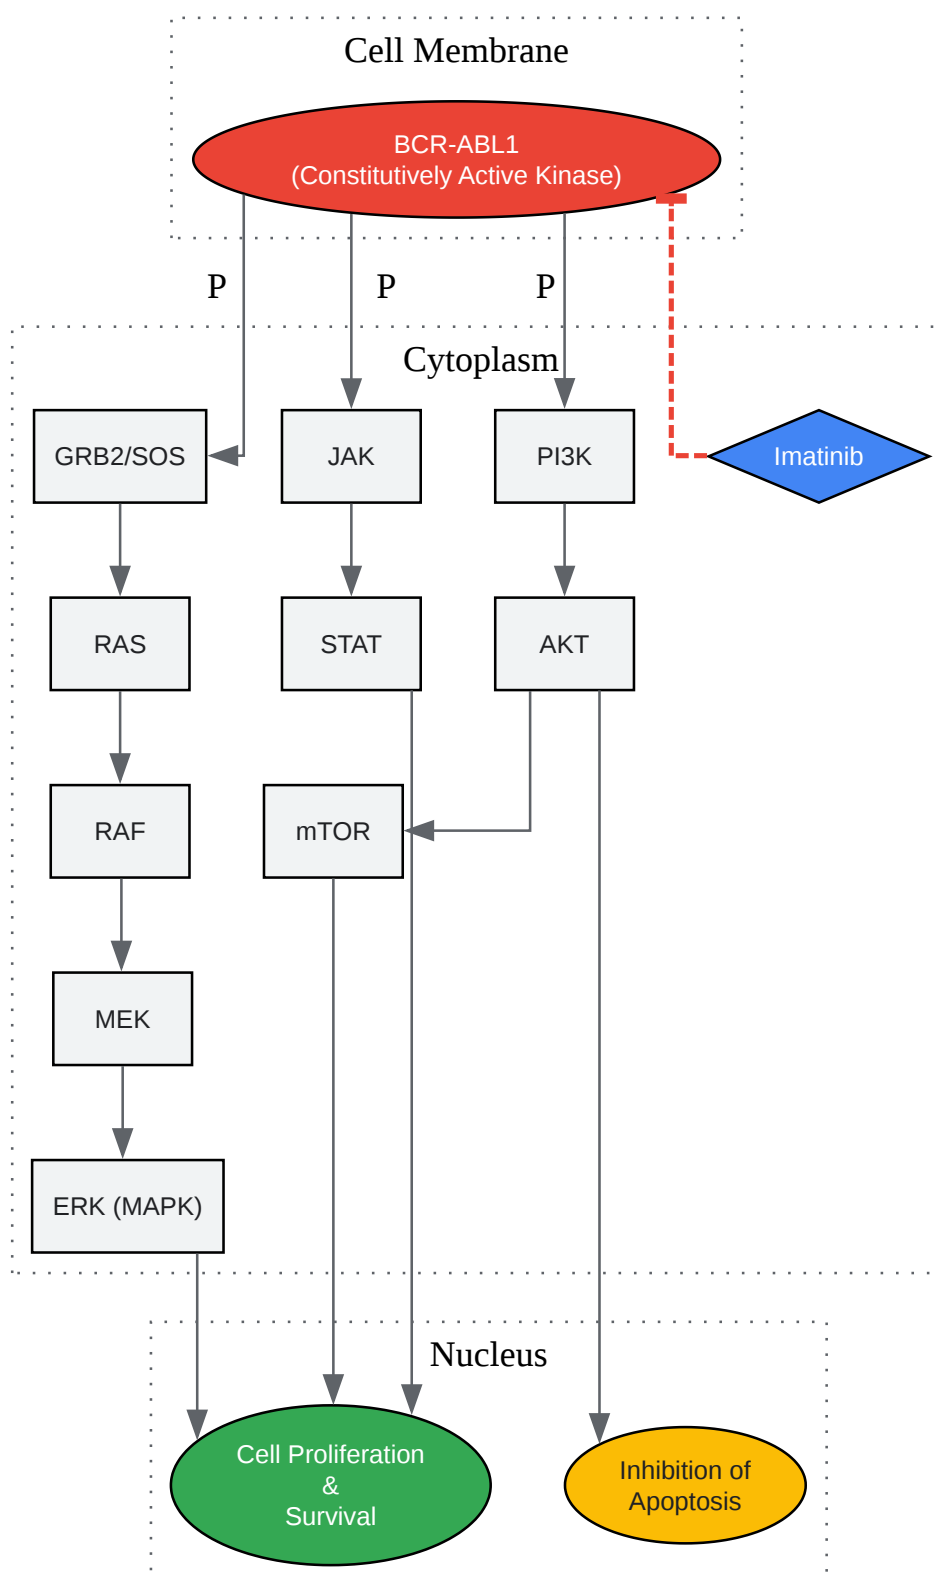 Cell Membrane
BCR-ABL1
(Constitutively Active Kinase)
P
P
P
Cytoplasm
GRB2/SOS
JAK
PI3K
Imatinib
RAS
STAT
AKT
RAF
mTOR
MEK
ERK (MAPK)
Nucleus
Cell Proliferation
&
Survival
Inhibition of
Apoptosis